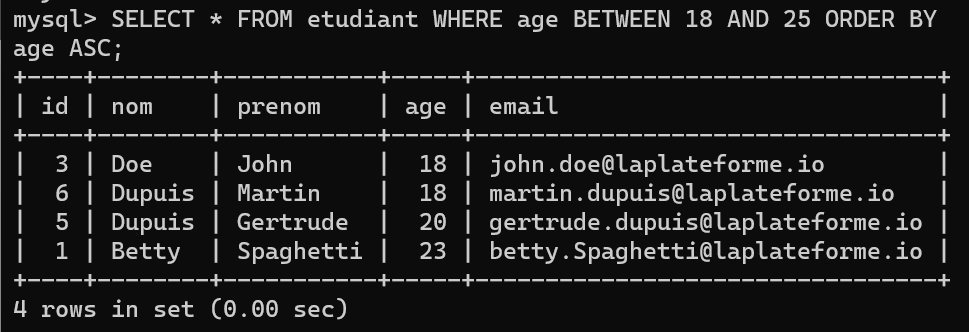 mysql> SELECT * FROM etudiant WHERE age BETWEEN 18 AND 25 ORDER BY
age ASC;
+----+--------+-----------+-----+---------------------------------+
| id | nom    | prenom    | age | email                           |
+----+--------+-----------+-----+---------------------------------+
|  3 | Doe    | John      |  18 | john.doe@laplateforme.io        |
|  6 | Dupuis | Martin    |  18 | martin.dupuis@laplateforme.io   |
|  5 | Dupuis | Gertrude  |  20 | gertrude.dupuis@laplateforme.io |
|  1 | Betty  | Spaghetti |  23 | betty.Spaghetti@laplateforme.io |
+----+--------+-----------+-----+---------------------------------+
4 rows in set (0.00 sec)